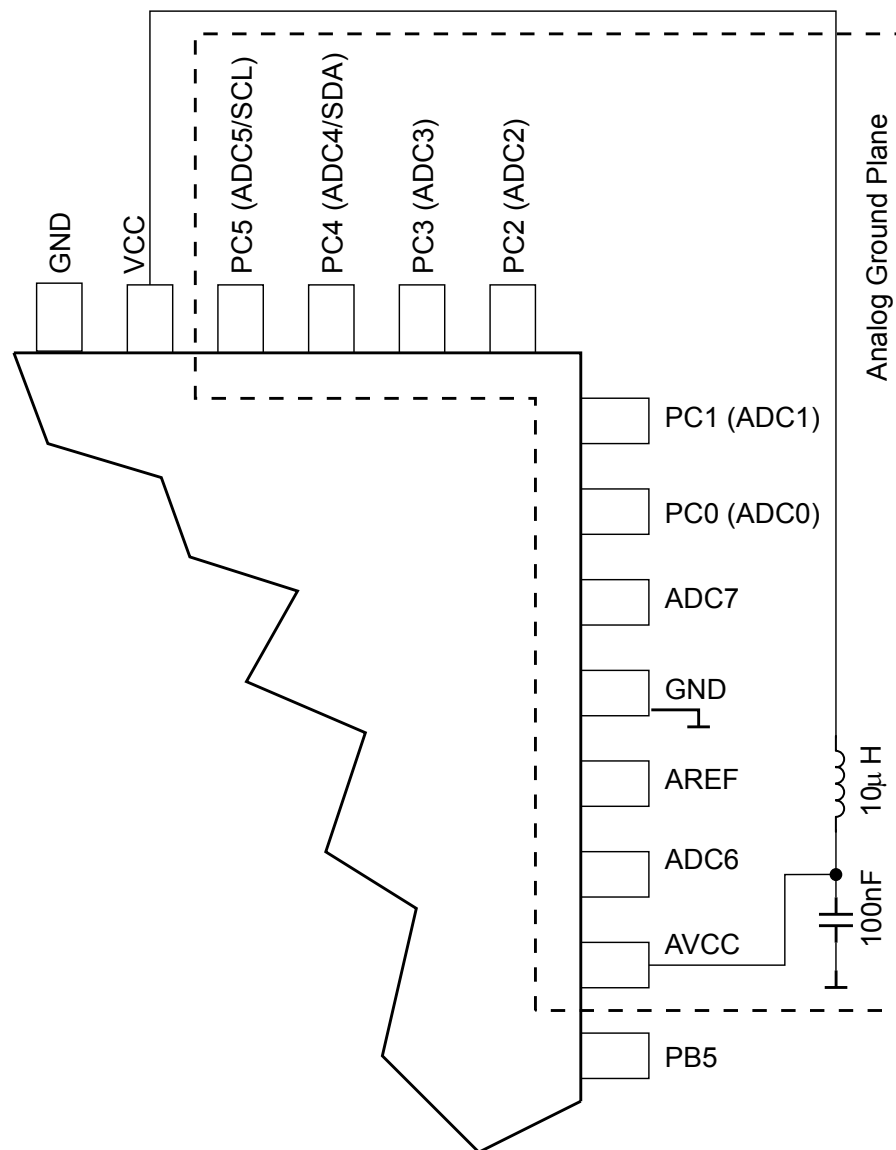 GND
VCC
PC5 (ADC5/SCL)
PC4 (ADC4/SDA)
PC3 (ADC3)
PC2 (ADC2)
Analog Ground Plane
PC1 (ADC1)
PC0 (ADC0)
ADC7
GND
AREF
10μ H
ADC6
100nF
AVCC
PB5